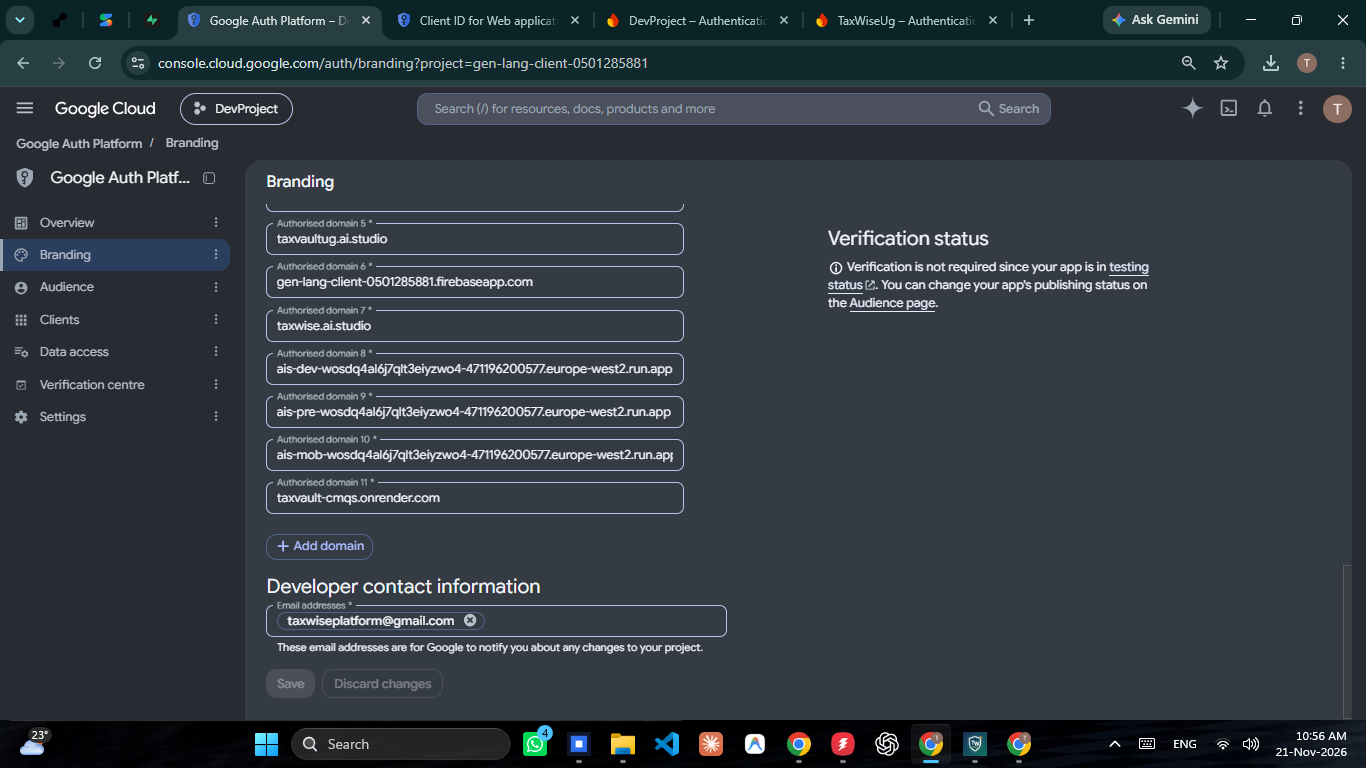 Google Auth Platform – De
Client ID for Web applicati
DevProject – Authenticatio
TaxWiseUg – Authenticatio
Ask Gemini
console.cloud.google.com/auth/branding?project=gen-lang-client-0501285881
T
Google Cloud
DevProject
Search (/) for resources, docs, products and more
Search
T
Google Auth Platform / Branding
Google Auth Platf...
Overview
Branding
Audience
Clients
Data access
Verification centre
Settings
Branding
Authorised domain 5 *
taxvaultug.ai.studio
Authorised domain 6 *
gen-lang-client-0501285881.firebaseapp.com
Authorised domain 7 *
taxwise.ai.studio
Authorised domain 8 *
ais-dev-wosdq4al6j7qlt3eiyzwo4-471196200577.europe-west2.run.app
Authorised domain 9 *
ais-pre-wosdq4al6j7qlt3eiyzwo4-471196200577.europe-west2.run.app
Authorised domain 10 *
ais-mob-wosdq4al6j7qlt3eiyzwo4-471196200577.europe-west2.run.app
Authorised domain 11 *
taxvault-cmqs.onrender.com
+ Add domain
Developer contact information
Email addresses *
taxwiseplatform@gmail.com
These email addresses are for Google to notify you about any changes to your project.
Save
Discard changes
Verification status
Verification is not required since your app is in testing
status. You can change your app's publishing status on
the Audience page.
23°
Search
4
ENG
10:56 AM
21-Nov-2026